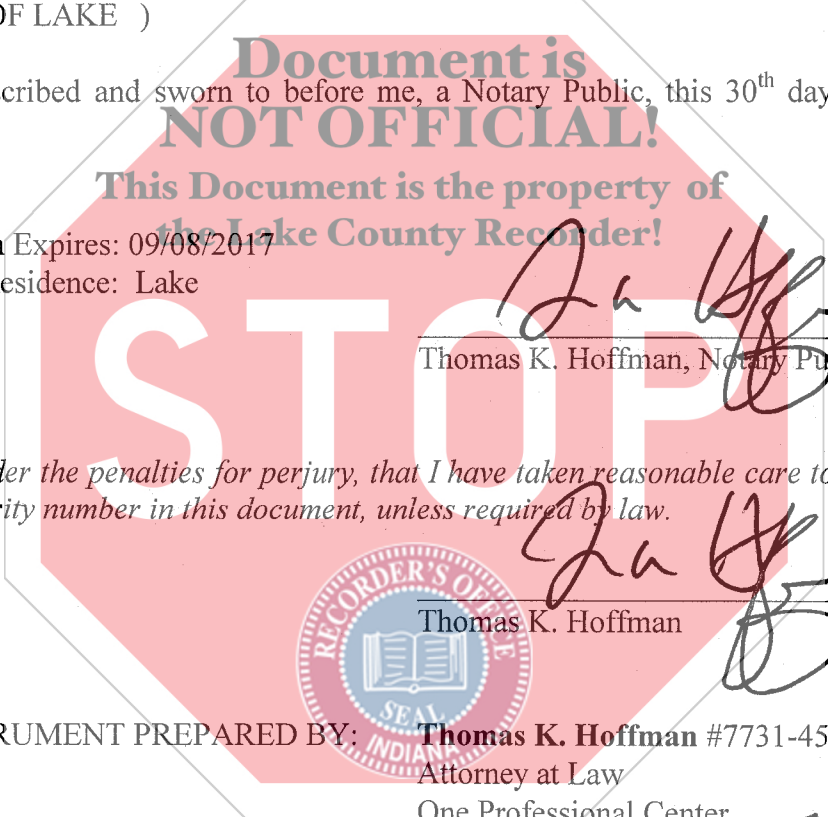 OF LAKE )
Document is
cribed and sworn to before me, a Notary Public, this 30th day
NOT OFFICIAL!
This Document is the property of
the Lake County Recorder!
Expires: 09/08/2017
esidence: Lake
STOP
Thomas K. Hoffman, Notary Pu
der the penalties for perjury, that I have taken reasonable care to
rity number in this document, unless required by law.
RECORDER'S OFFICE
SEAL
INDIANA
Thomas K. Hoffman
RUMENT PREPARED BY: Thomas K. Hoffman #7731-45
Attorney at Law
One Professional Center